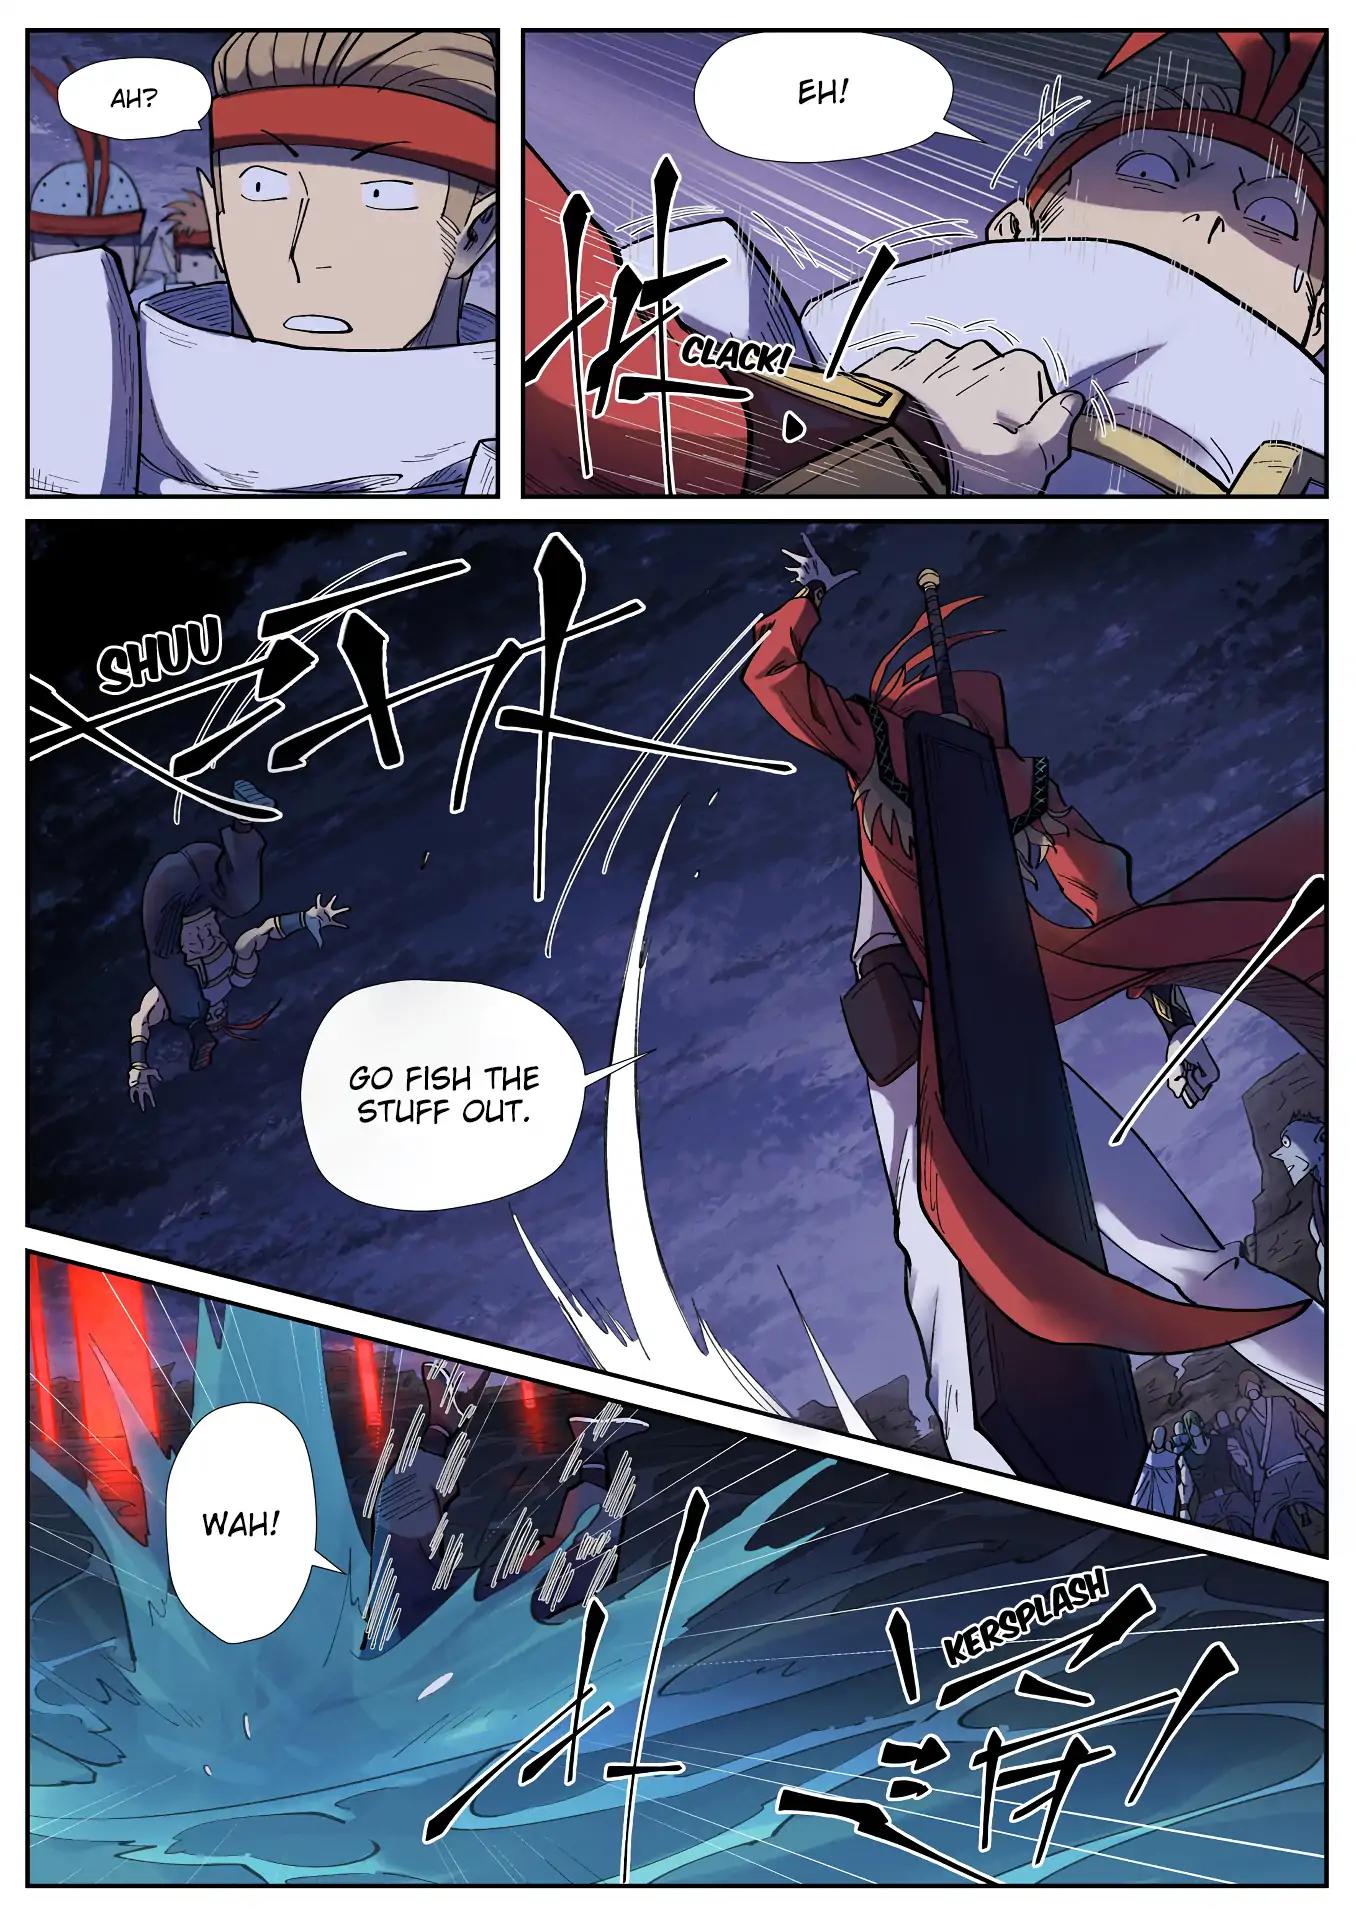 AH?
EH!
CLACK!
SHUU
GO FISH THE
STUFF OUT.
WAH!
KERSPLASH